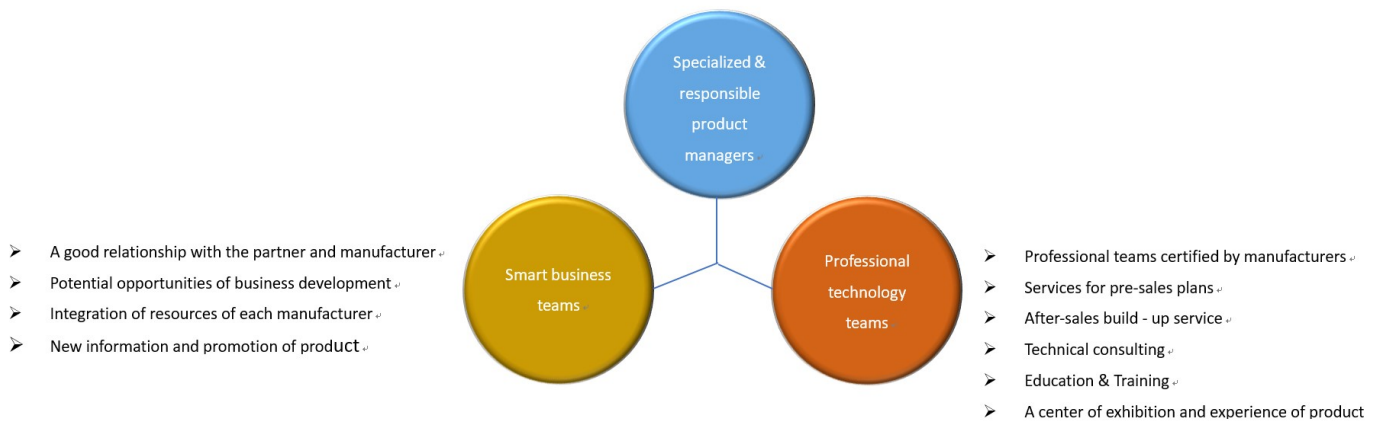 Specialized &
responsible
product
managers
Smart business
teams
Professional
technology
teams
➢ A good relationship with the partner and manufacturer
➢ Potential opportunities of business development
➢ Integration of resources of each manufacturer
➢ New information and promotion of product
➢ Professional teams certified by manufacturers
➢ Services for pre-sales plans
➢ After-sales build - up service
➢ Technical consulting
➢ Education & Training
➢ A center of exhibition and experience of product